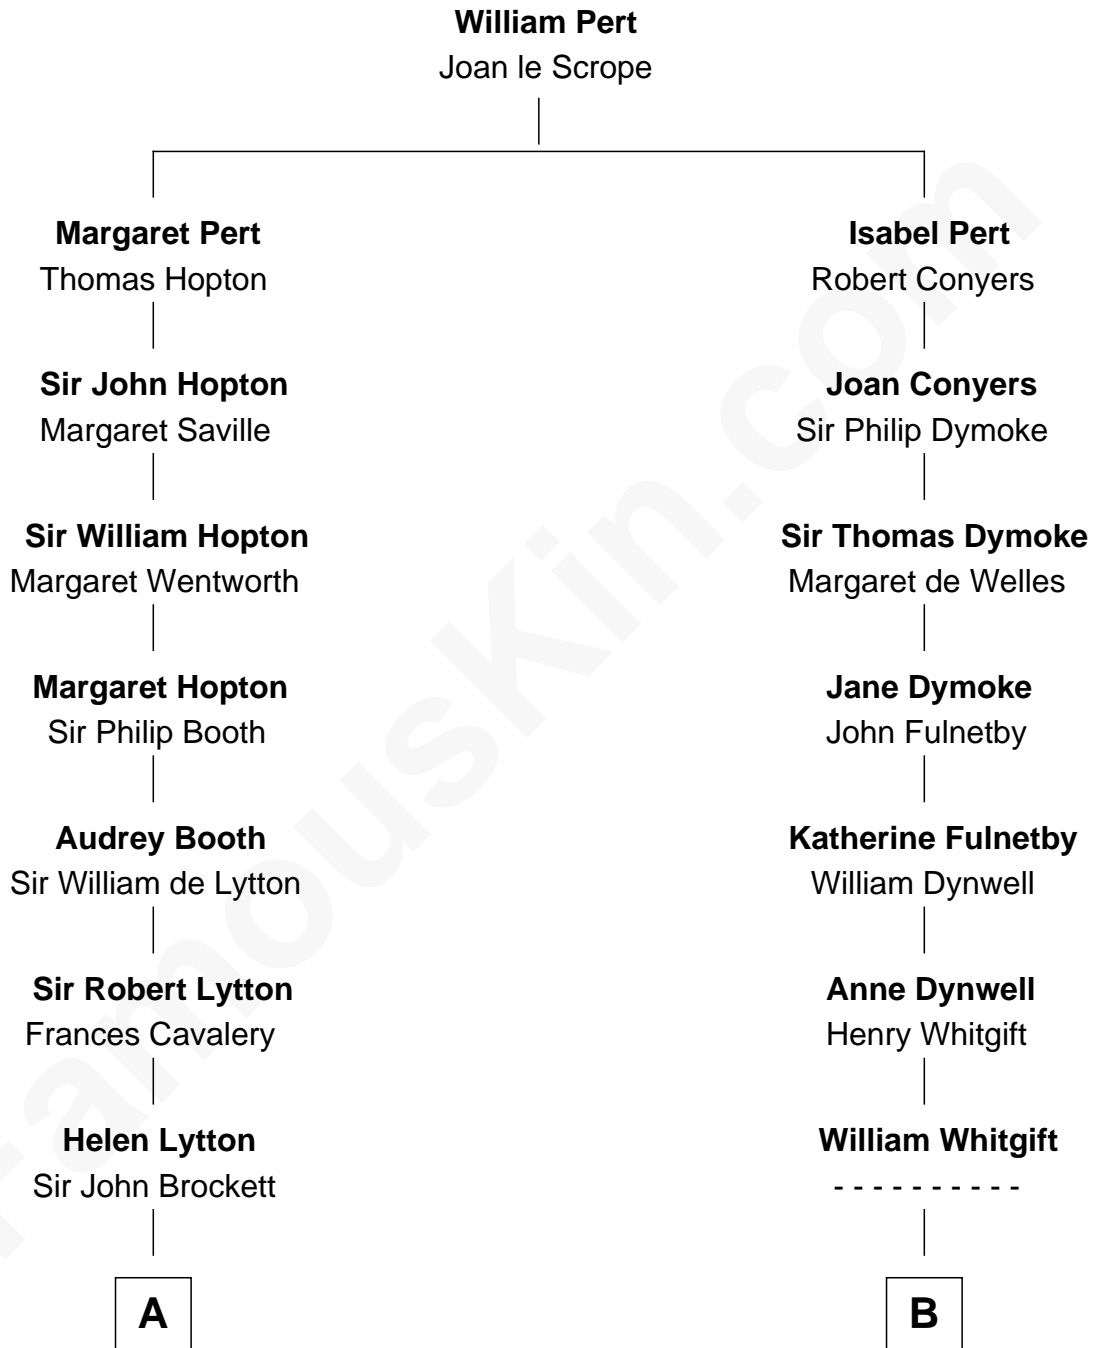 William Pert
Joan le Scrope
Margaret Pert
Thomas Hopton
Isabel Pert
Robert Conyers
Sir John Hopton
Margaret Saville
Joan Conyers
Sir Philip Dymoke
Sir William Hopton
Margaret Wentworth
Sir Thomas Dymoke
Margaret de Welles
Margaret Hopton
Sir Philip Booth
Jane Dymoke
John Fulnetby
Audrey Booth
Sir William de Lytton
Katherine Fulnetby
William Dynwell
Sir Robert Lytton
Frances Cavalery
Anne Dynwell
Henry Whitgift
Helen Lytton
Sir John Brockett
William Whitgift
- - - - - - - - - -
A
B
FamousKin.com